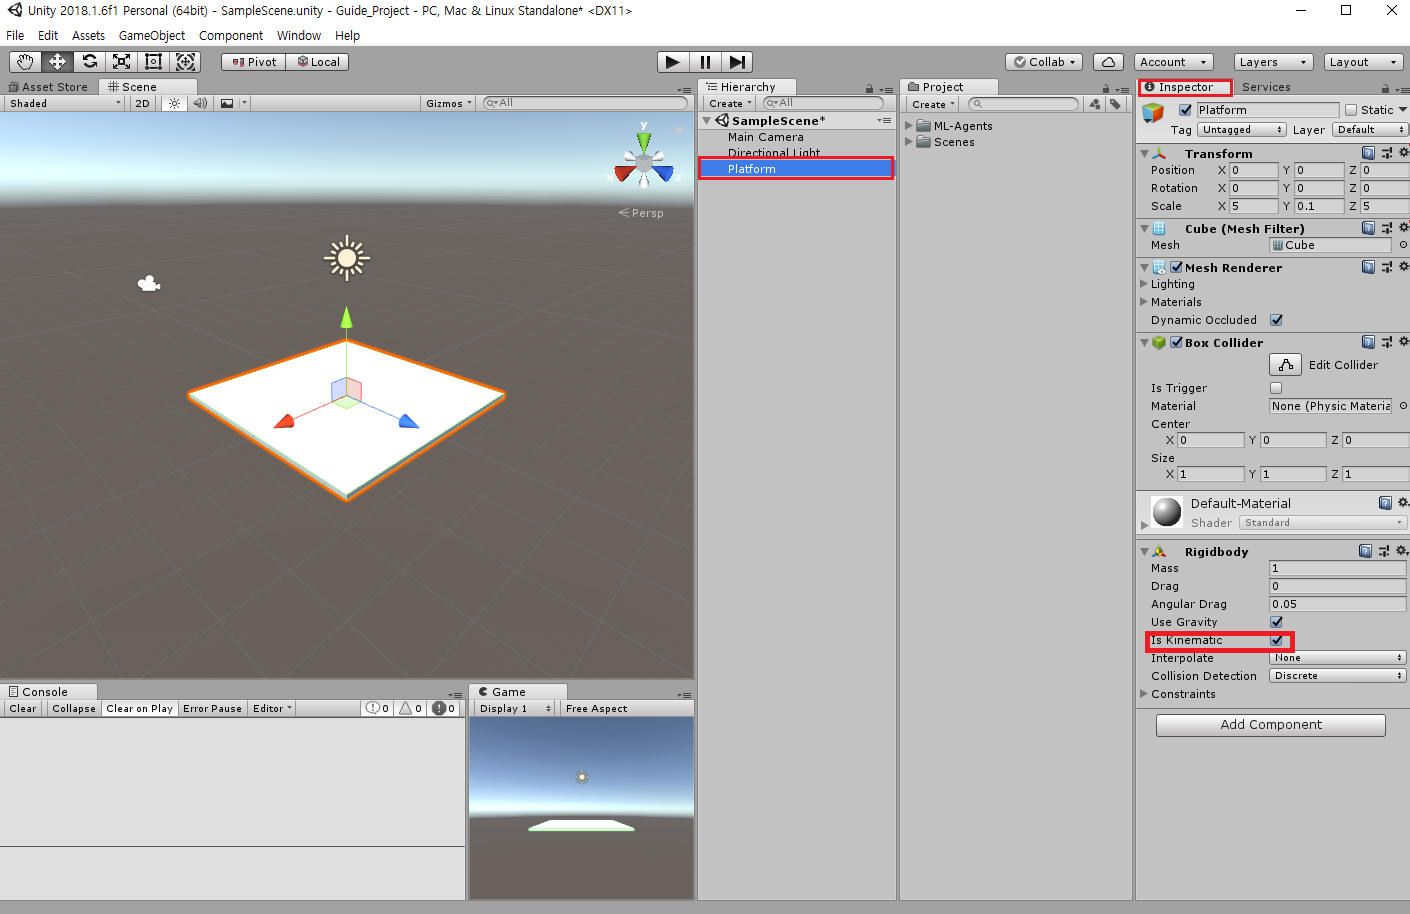 Unity 2018.1.6f1 Personal (64bit) - SampleScene.unity - Guide_Project - PC, Mac & Linux Standalone* <DX11>
File Edit Assets GameObject Component Window Help
Pivot Local Collab Account Layers Layout
Asset Store Scene
Shaded 2D Gizmos All
y
x z
Persp
Hierarchy
Create All
SampleScene*
Main Camera
Directional Light
Platform
Project
Create
ML-Agents
Scenes
Inspector Services
Platform Static
Tag Untagged Layer Default
Transform
Position X 0 Y 0 Z 0
Rotation X 0 Y 0 Z 0
Scale X 5 Y 0.1 Z 5
Cube (Mesh Filter)
Mesh Cube
Mesh Renderer
Lighting
Materials
Dynamic Occluded
Box Collider
Edit Collider
Is Trigger
Material None (Physic Materia
Center
X 0 Y 0 Z 0
Size
X 1 Y 1 Z 1
Default-Material
Shader Standard
Rigidbody
Mass 1
Drag 0
Angular Drag 0.05
Use Gravity
Is Kinematic
Interpolate None
Collision Detection Discrete
Constraints
Add Component
Console
Clear Collapse Clear on Play Error Pause Editor 0 0 0
Game
Display 1 Free Aspect